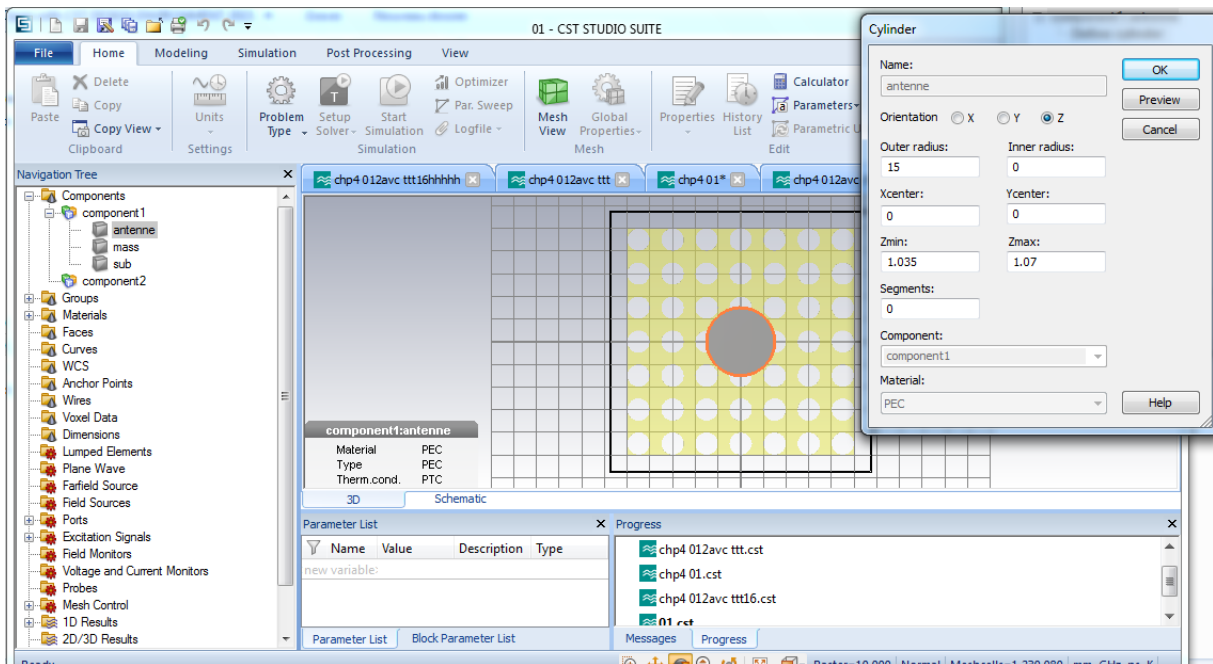 01 - CST STUDIO SUITE
File Home Modeling Simulation Post Processing View
Paste
Delete
Copy
Copy View
Clipboard
Units
Settings
Problem Type
Setup Solver
Start Simulation
Optimizer
Par. Sweep
Logfile
Simulation
Mesh View
Global Properties
Mesh
Properties
History List
Calculator
Parameters
Parametric U
Edit
Navigation Tree
Components
component1
antenne
mass
sub
component2
Groups
Materials
Faces
Curves
WCS
Anchor Points
Wires
Voxel Data
Dimensions
Lumped Elements
Plane Wave
Farfield Source
Field Sources
Ports
Excitation Signals
Field Monitors
Voltage and Current Monitors
Probes
Mesh Control
1D Results
2D/3D Results
chp4 012avc ttt16hhhhh chp4 012avc ttt chp4 01* chp4 012avc
component1:antenne
Material PEC
Type PEC
Therm.cond. PTC
3D Schematic
Parameter List
Name Value Description Type
new variable:
Parameter List Block Parameter List
Progress
chp4 012avc ttt.cst
chp4 01.cst
chp4 012avc ttt16.cst
01.cst
Messages Progress
Cylinder
Name:
antenne
OK
Preview
Cancel
Orientation X Y Z
Outer radius: Inner radius:
15 0
Xcenter: Ycenter:
0 0
Zmin: Zmax:
1.035 1.07
Segments:
0
Component:
component1
Material:
PEC
Help